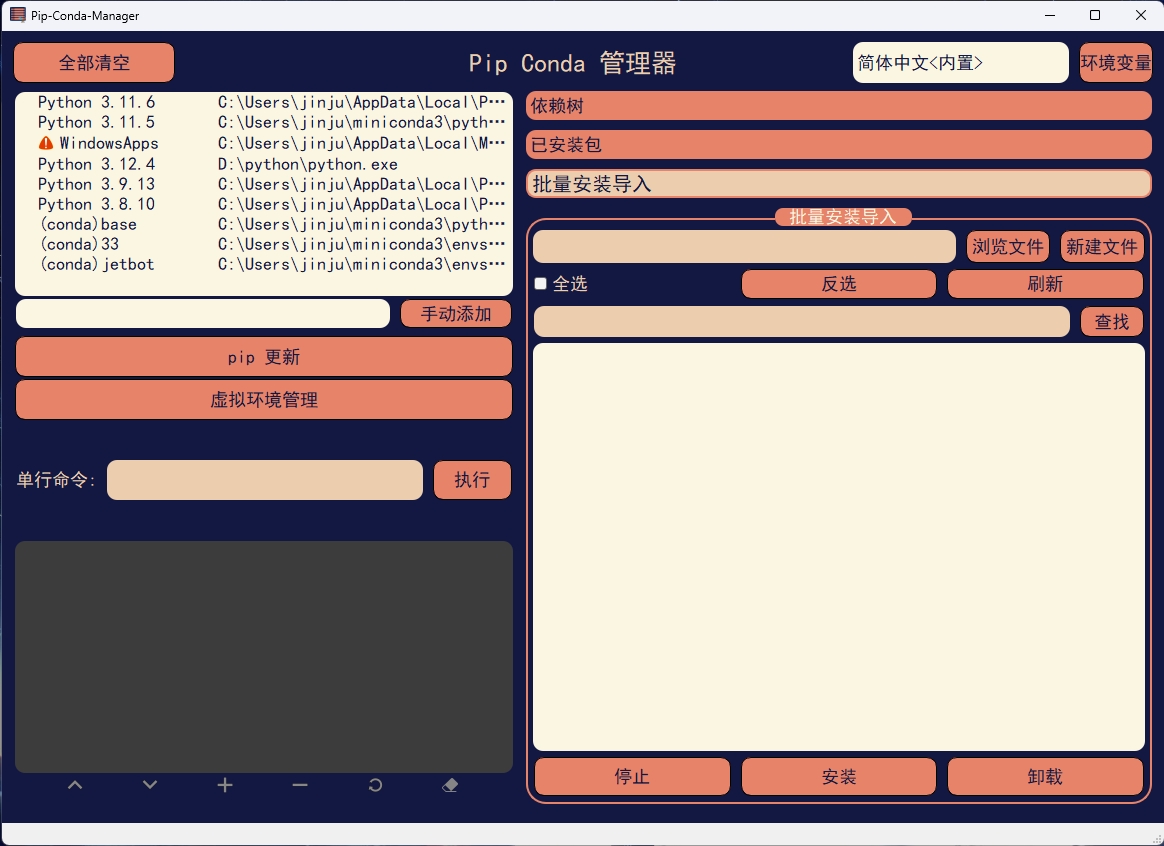 Pip-Conda-Manager
全部清空
Pip Conda 管理器
简体中文<内置>
环境变量
Python 3.11.6 C:\Users\jinju\AppData\Local\P…
Python 3.11.5 C:\Users\jinju\miniconda3\pyth…
WindowsApps C:\Users\jinju\AppData\Local\M…
Python 3.12.4 D:\python\python.exe
Python 3.9.13 C:\Users\jinju\AppData\Local\P…
Python 3.8.10 C:\Users\jinju\AppData\Local\P…
(conda)base C:\Users\jinju\miniconda3\pyth…
(conda)33 C:\Users\jinju\miniconda3\envs…
(conda)jetbot C:\Users\jinju\miniconda3\envs…
手动添加
pip 更新
虚拟环境管理
单行命令:
执行
依赖树
已安装包
批量安装导入
批量安装导入
浏览文件
新建文件
全选
反选
刷新
查找
停止
安装
卸载